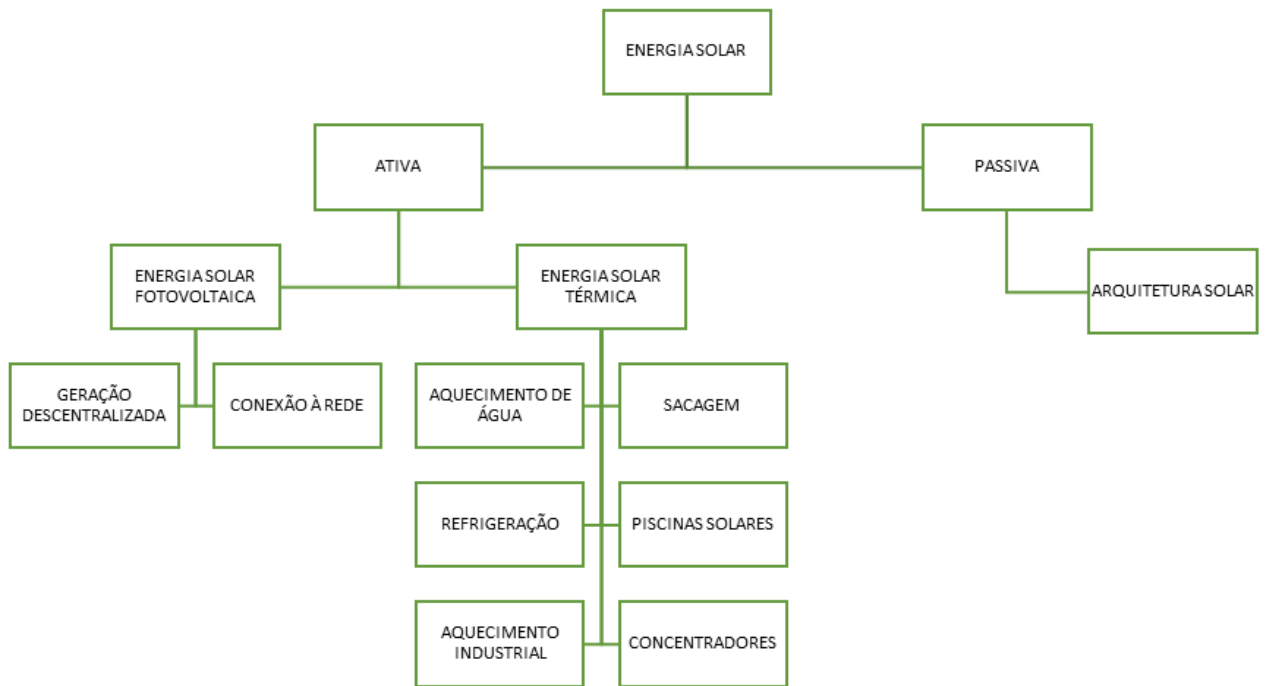 ENERGIA SOLAR
ATIVA
PASSIVA
ENERGIA SOLAR
FOTOVOLTAICA
ENERGIA SOLAR
TÉRMICA
ARQUITETURA SOLAR
GERAÇÃO
DESCENTRALIZADA
CONEXÃO À REDE
AQUECIMENTO DE
ÁGUA
SACAGEM
REFRIGERAÇÃO
PISCINAS SOLARES
AQUECIMENTO
INDUSTRIAL
CONCENTRADORES